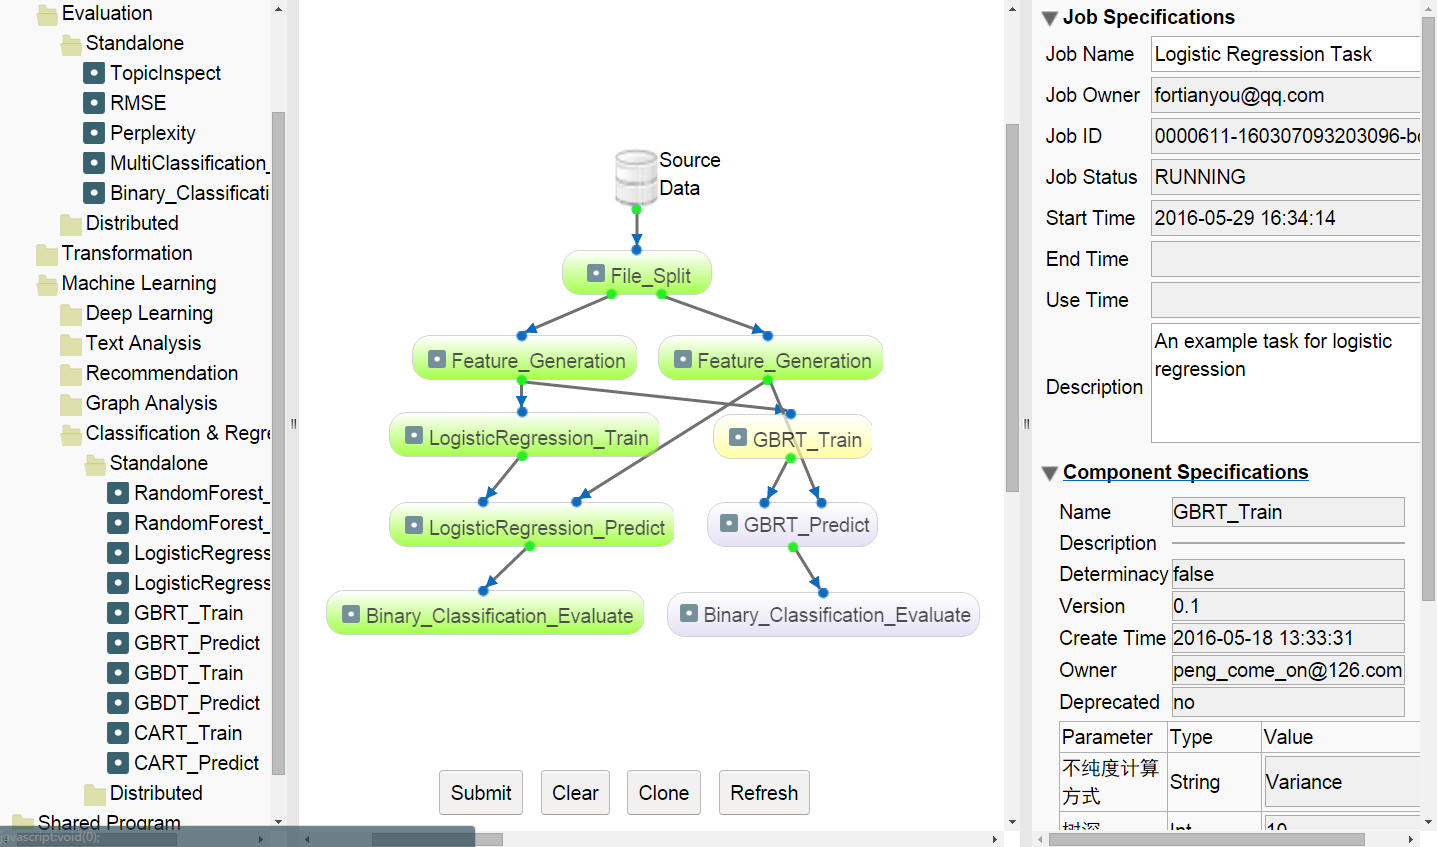 Evaluation
Standalone
TopicInspect
RMSE
Perplexity
MultiClassification_
Binary_Classificati
Distributed
Transformation
Machine Learning
Deep Learning
Text Analysis
Recommendation
Graph Analysis
Classification & Regre
Standalone
RandomForest_
RandomForest_
LogisticRegress
LogisticRegress
GBRT_Train
GBRT_Predict
GBDT_Train
GBDT_Predict
CART_Train
CART_Predict
Distributed
Shared Program
javascript:void(0);
Source
Data
File_Split
Feature_Generation
Feature_Generation
LogisticRegression_Train
GBRT_Train
LogisticRegression_Predict
GBRT_Predict
Binary_Classification_Evaluate
Binary_Classification_Evaluate
Submit
Clear
Clone
Refresh
Job Specifications
Job Name Logistic Regression Task
Job Owner fortianyou@qq.com
Job ID 0000611-160307093203096-bo
Job Status RUNNING
Start Time 2016-05-29 16:34:14
End Time
Use Time
Description An example task for logistic
regression
Component Specifications
Name GBRT_Train
Description
Determinacy false
Version 0.1
Create Time 2016-05-18 13:33:31
Owner peng_come_on@126.com
Deprecated no
Parameter Type Value
不纯度计算
方式 String Variance
树深 Int 10